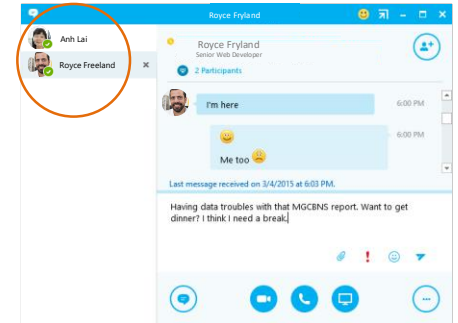 Royce Fryland
Anh Lai
Royce Freeland
Royce Fryland
Senior Web Developer
2 Participants
I'm here
6:00 PM
6:00 PM
Me too
Last message received on 3/4/2015 at 6:03 PM.
Having data troubles with that MGCBNS report. Want to get
dinner? I think I need a break.